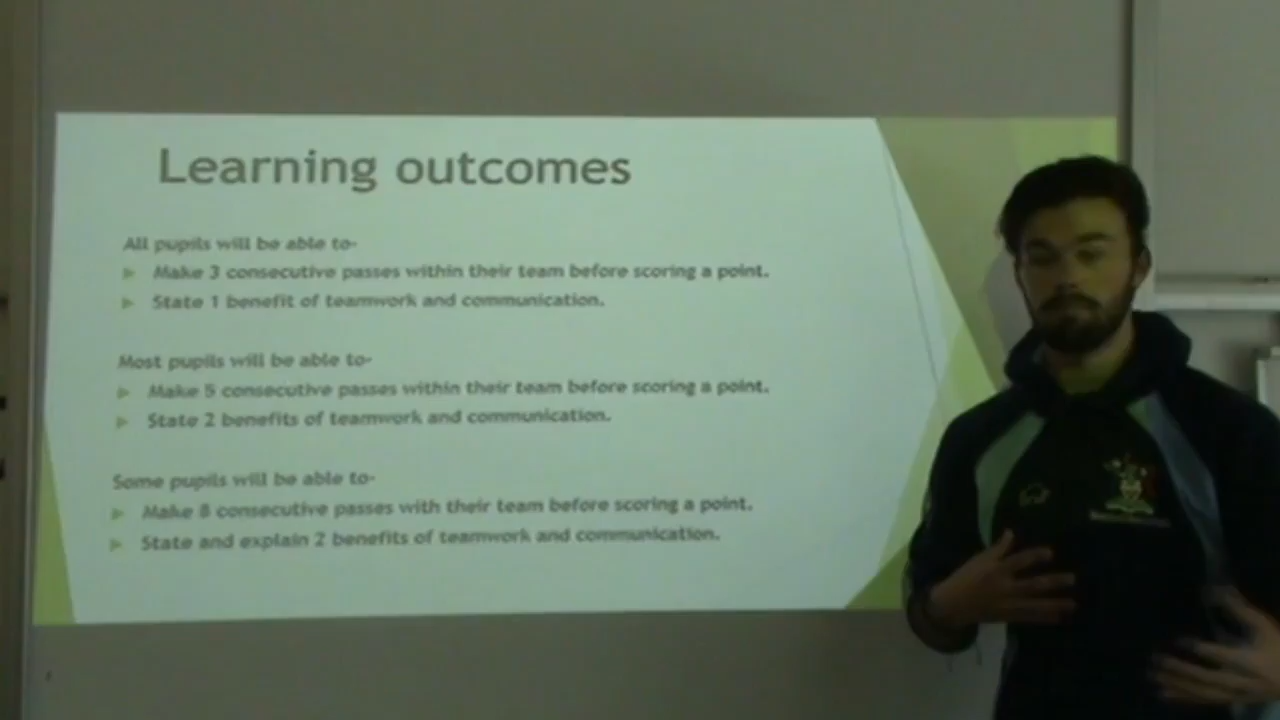 Learning outcomes
All pupils will be able to-
Make 3 consecutive passes within their team before scoring a point.
State 1 benefit of teamwork and communication.
Most pupils will be able to-
Make 5 consecutive passes within their team before scoring a point.
State 2 benefits of teamwork and communication.
Some pupils will be able to-
Make 8 consecutive passes with their team before scoring a point.
State and explain 2 benefits of teamwork and communication.